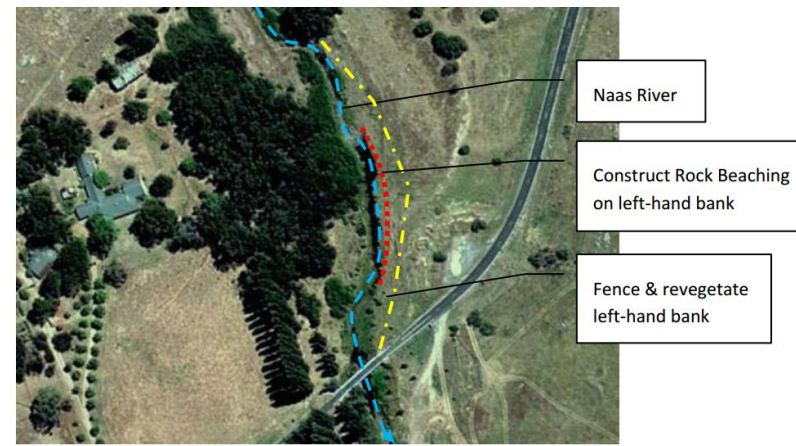 Naas River
Construct Rock Beaching
on left-hand bank
Fence & revegetate
left-hand bank